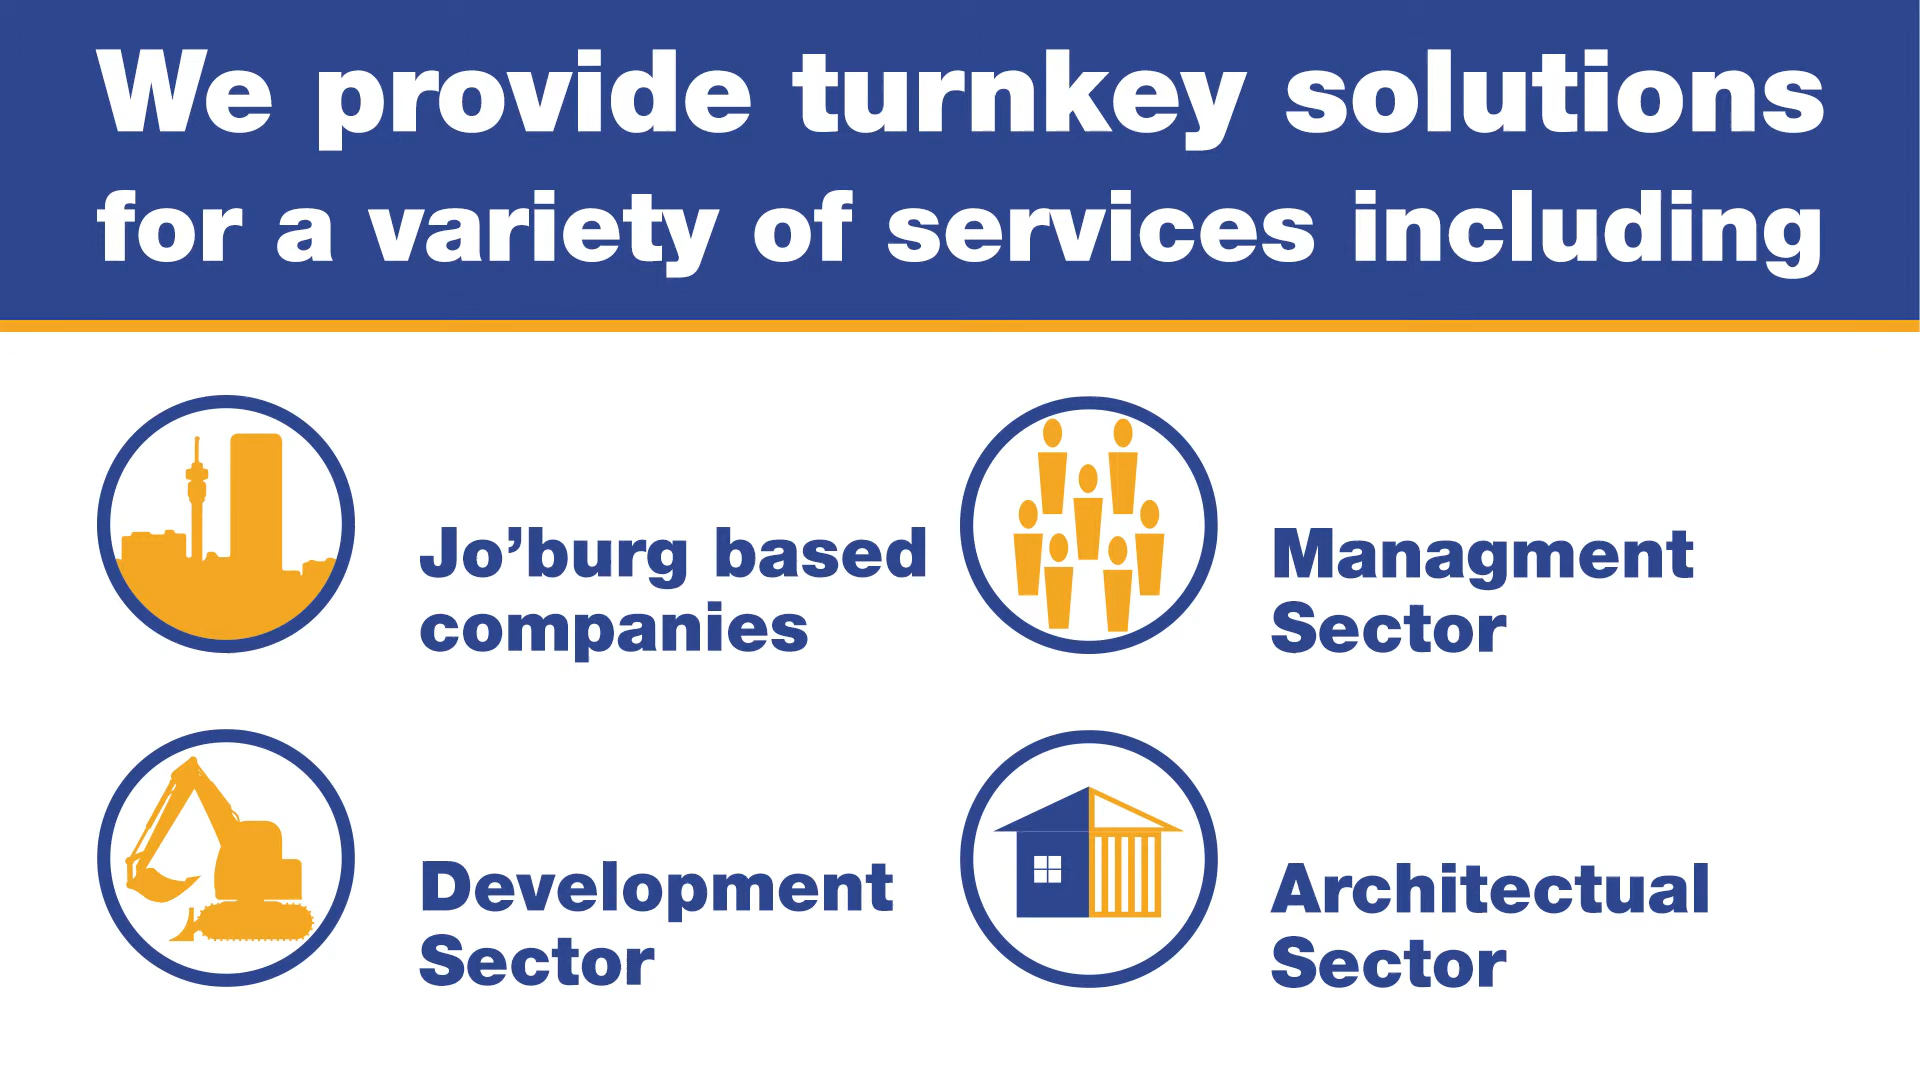 We provide turnkey solutions
for a variety of services including
Jo’burg based
companies
Managment
Sector
Development
Sector
Architectual
Sector